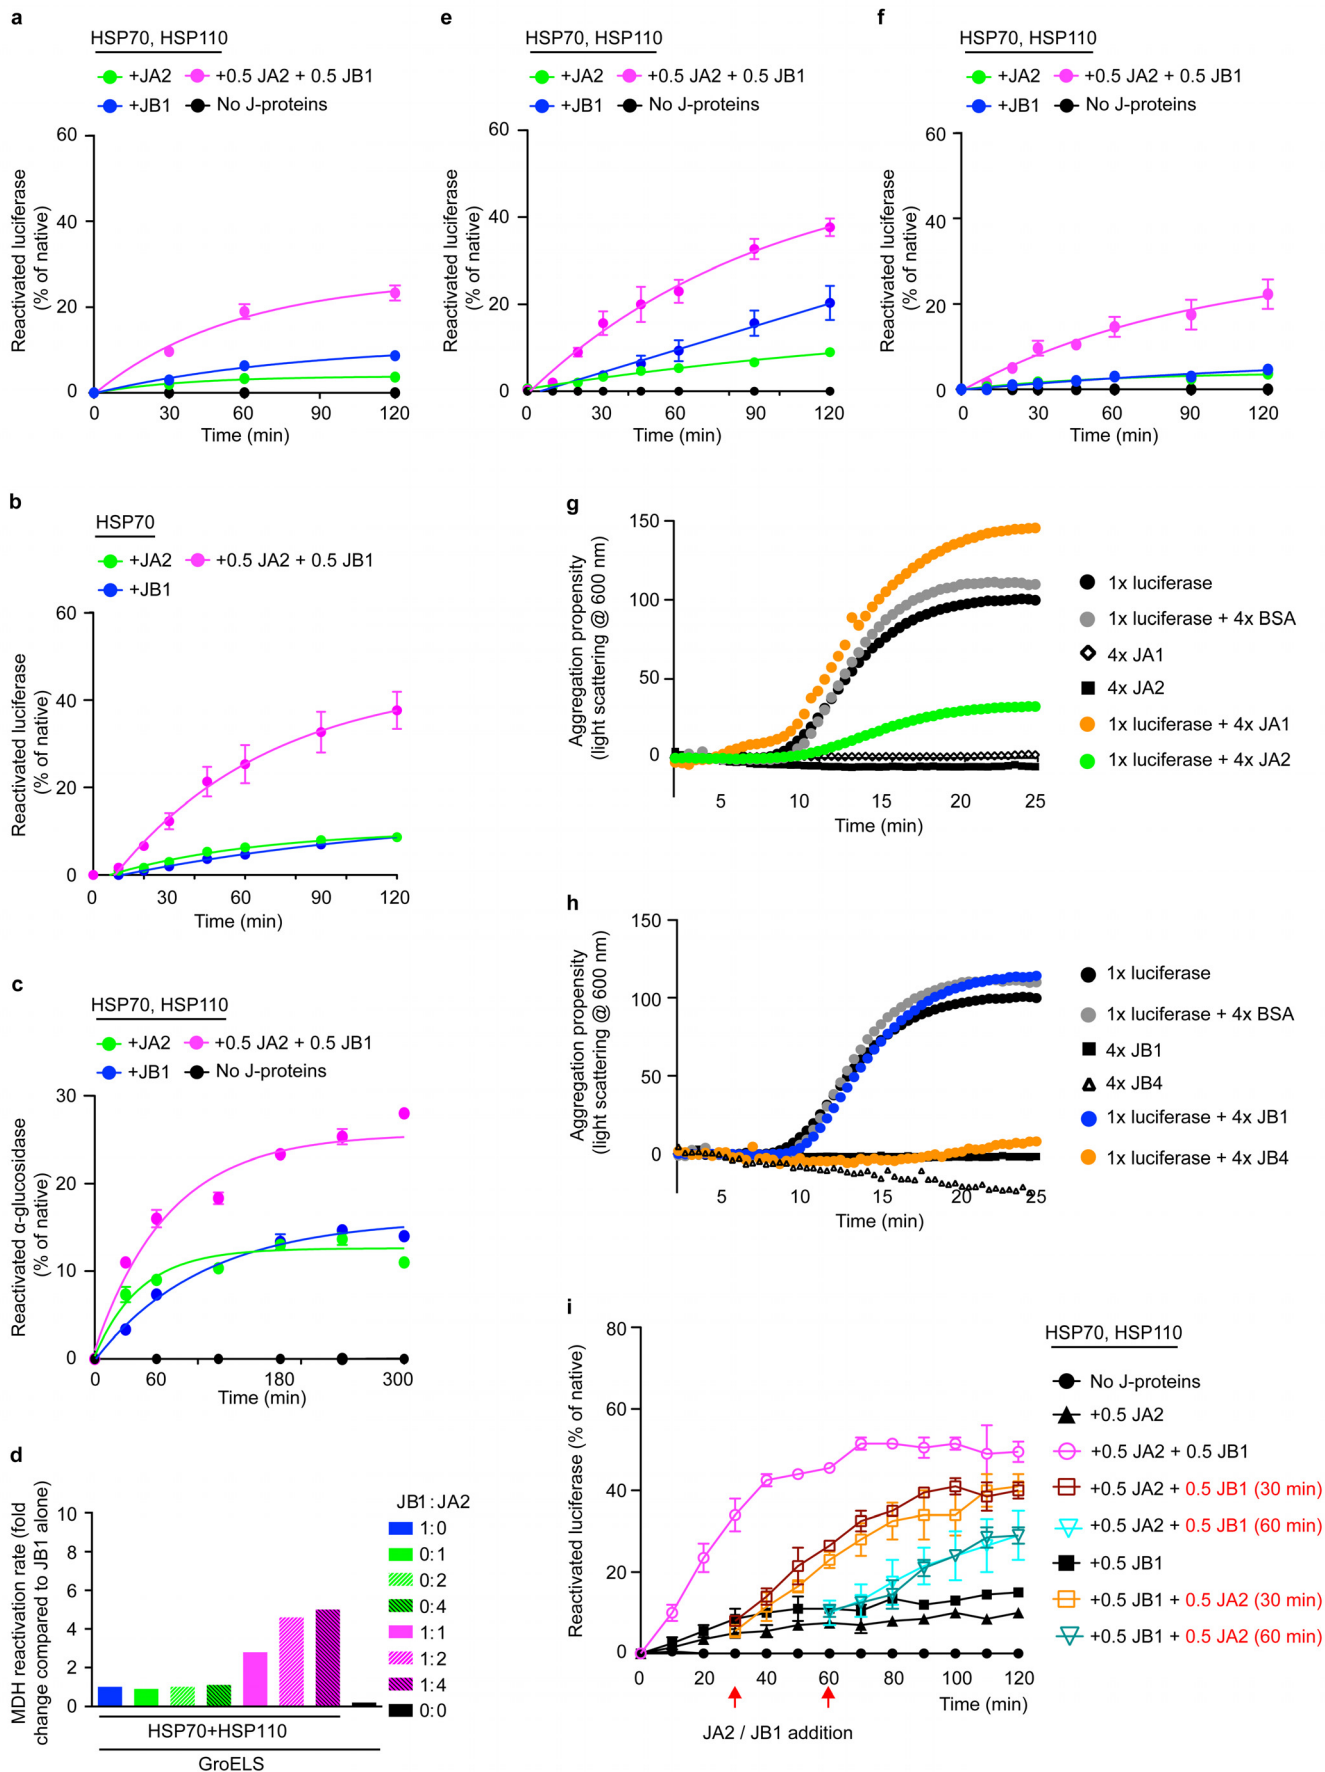 a
HSP70, HSP110
+JA2
+0.5 JA2 + 0.5 JB1
+JB1
No J-proteins
Reactivated luciferase
(% of native)
60
40
20
0
0 30 60 90 120
Time (min)
e
HSP70, HSP110
+JA2
+0.5 JA2 + 0.5 JB1
+JB1
No J-proteins
Reactivated luciferase
(% of native)
60
40
20
0
0 30 60 90 120
Time (min)
f
HSP70, HSP110
+JA2
+0.5 JA2 + 0.5 JB1
+JB1
No J-proteins
Reactivated luciferase
(% of native)
60
40
20
0
0 30 60 90 120
Time (min)
b
HSP70
+JA2
+0.5 JA2 + 0.5 JB1
+JB1
Reactivated luciferase
(% of native)
60
40
20
0
0 30 60 90 120
Time (min)
g
Aggregation propensity
(light scattering @ 600 nm)
150
100
50
0
5 10 15 20 25
Time (min)
1x luciferase
1x luciferase + 4x BSA
4x JA1
4x JA2
1x luciferase + 4x JA1
1x luciferase + 4x JA2
c
HSP70, HSP110
+JA2
+0.5 JA2 + 0.5 JB1
+JB1
No J-proteins
Reactivated α-glucosidase
(% of native)
30
20
10
0
0 60 180 300
Time (min)
h
Aggregation propensity
(light scattering @ 600 nm)
150
100
50
0
5 10 15 20 25
Time (min)
1x luciferase
1x luciferase + 4x BSA
4x JB1
4x JB4
1x luciferase + 4x JB1
1x luciferase + 4x JB4
d
MDH reactivation rate (fold
change compared to JB1 alone)
10
8
6
4
2
0
HSP70+HSP110
GroELS
JB1:JA2
1:0
0:1
0:2
0:4
1:1
1:2
1:4
0:0
i
Reactivated luciferase (% of native)
80
60
40
20
0
0 20 40 60 80 100 120
Time (min)
JA2 / JB1 addition
HSP70, HSP110
No J-proteins
+0.5 JA2
+0.5 JA2 + 0.5 JB1
+0.5 JA2 + 0.5 JB1 (30 min)
+0.5 JA2 + 0.5 JB1 (60 min)
+0.5 JB1
+0.5 JB1 + 0.5 JA2 (30 min)
+0.5 JB1 + 0.5 JA2 (60 min)